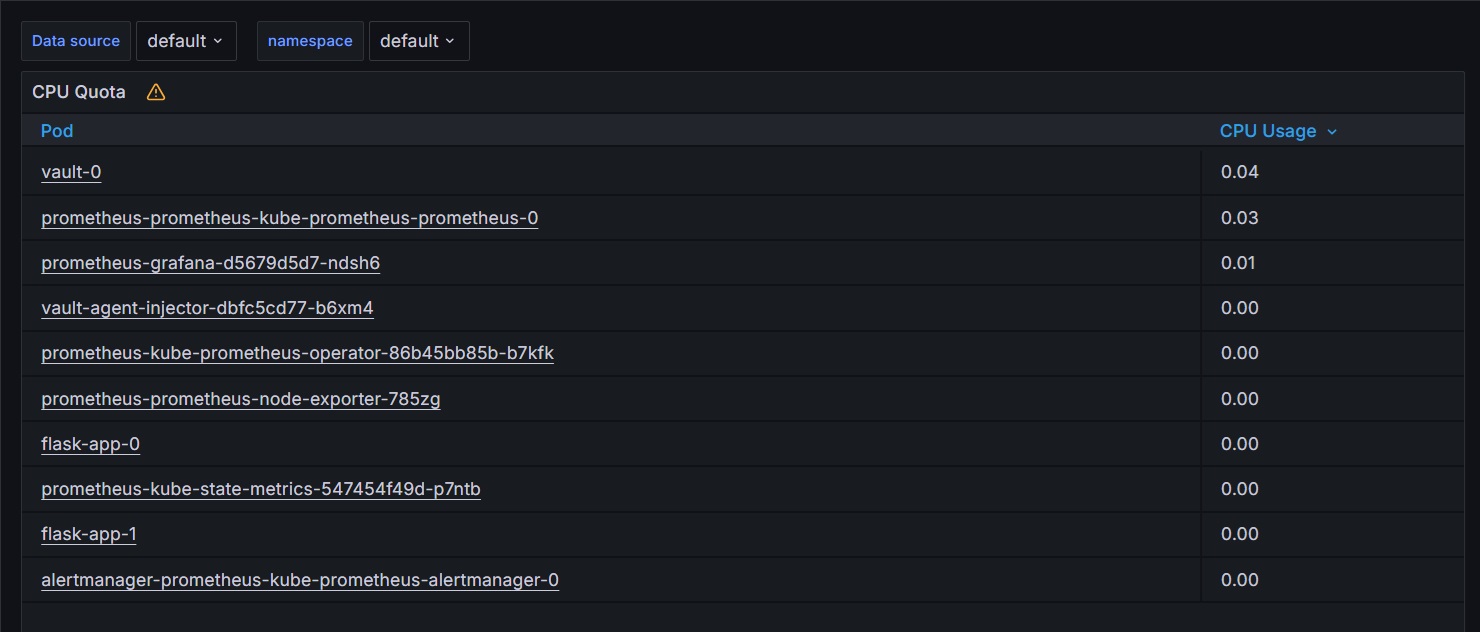 Data source default namespace default
CPU Quota
Pod CPU Usage
vault-0 0.04
prometheus-prometheus-kube-prometheus-prometheus-0 0.03
prometheus-grafana-d5679d5d7-ndsh6 0.01
vault-agent-injector-dbfc5cd77-b6xm4 0.00
prometheus-kube-prometheus-operator-86b45bb85b-b7kfk 0.00
prometheus-prometheus-node-exporter-785zg 0.00
flask-app-0 0.00
prometheus-kube-state-metrics-547454f49d-p7ntb 0.00
flask-app-1 0.00
alertmanager-prometheus-kube-prometheus-alertmanager-0 0.00